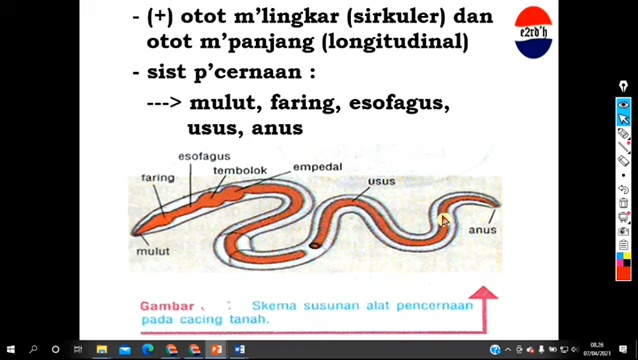 - (+) otot m'lingkar (sirkuler) dan
otot m'panjang (longitudinal)
e2rd'h
- sist p'cernaan :
---> mulut, faring, esofagus,
usus, anus
esofagus
tembolok
empedal
faring
usus
mulut
anus
Gambar : Skema susunan alat pencernaan
pada cacing tanah.
08.26
07/04/2021